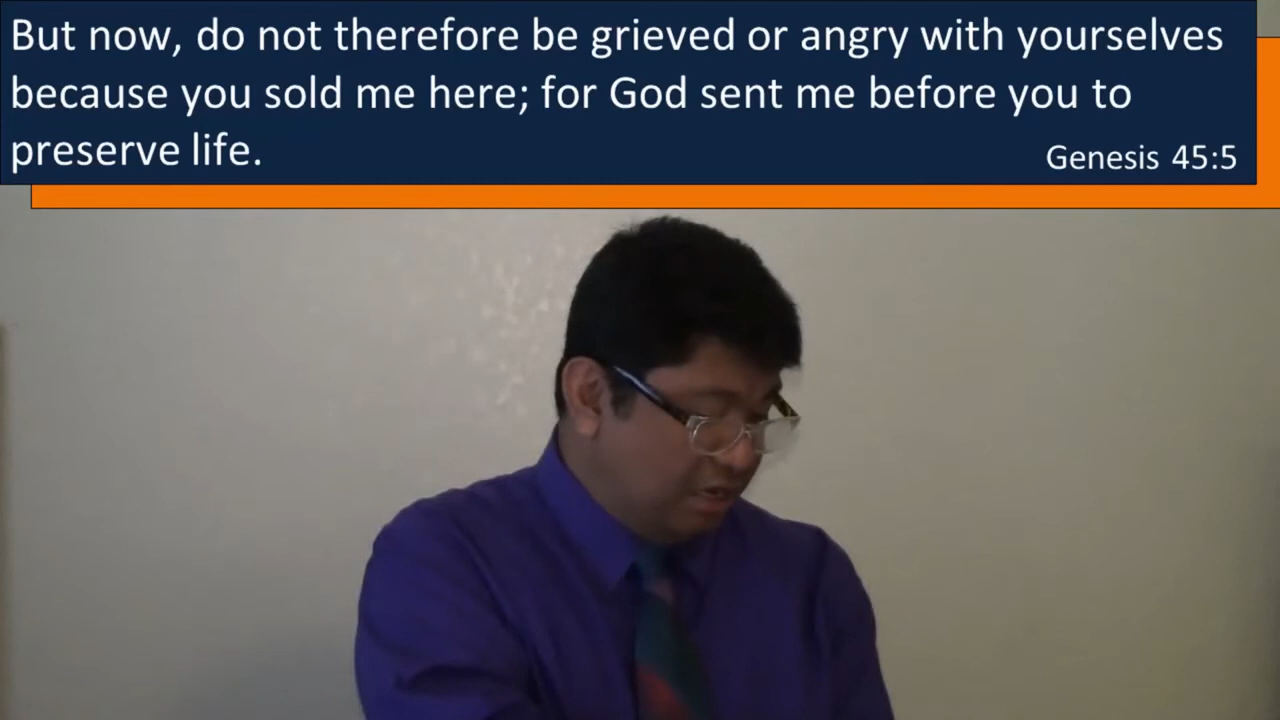 But now, do not therefore be grieved or angry with yourselves
because you sold me here; for God sent me before you to
preserve life.
Genesis 45:5